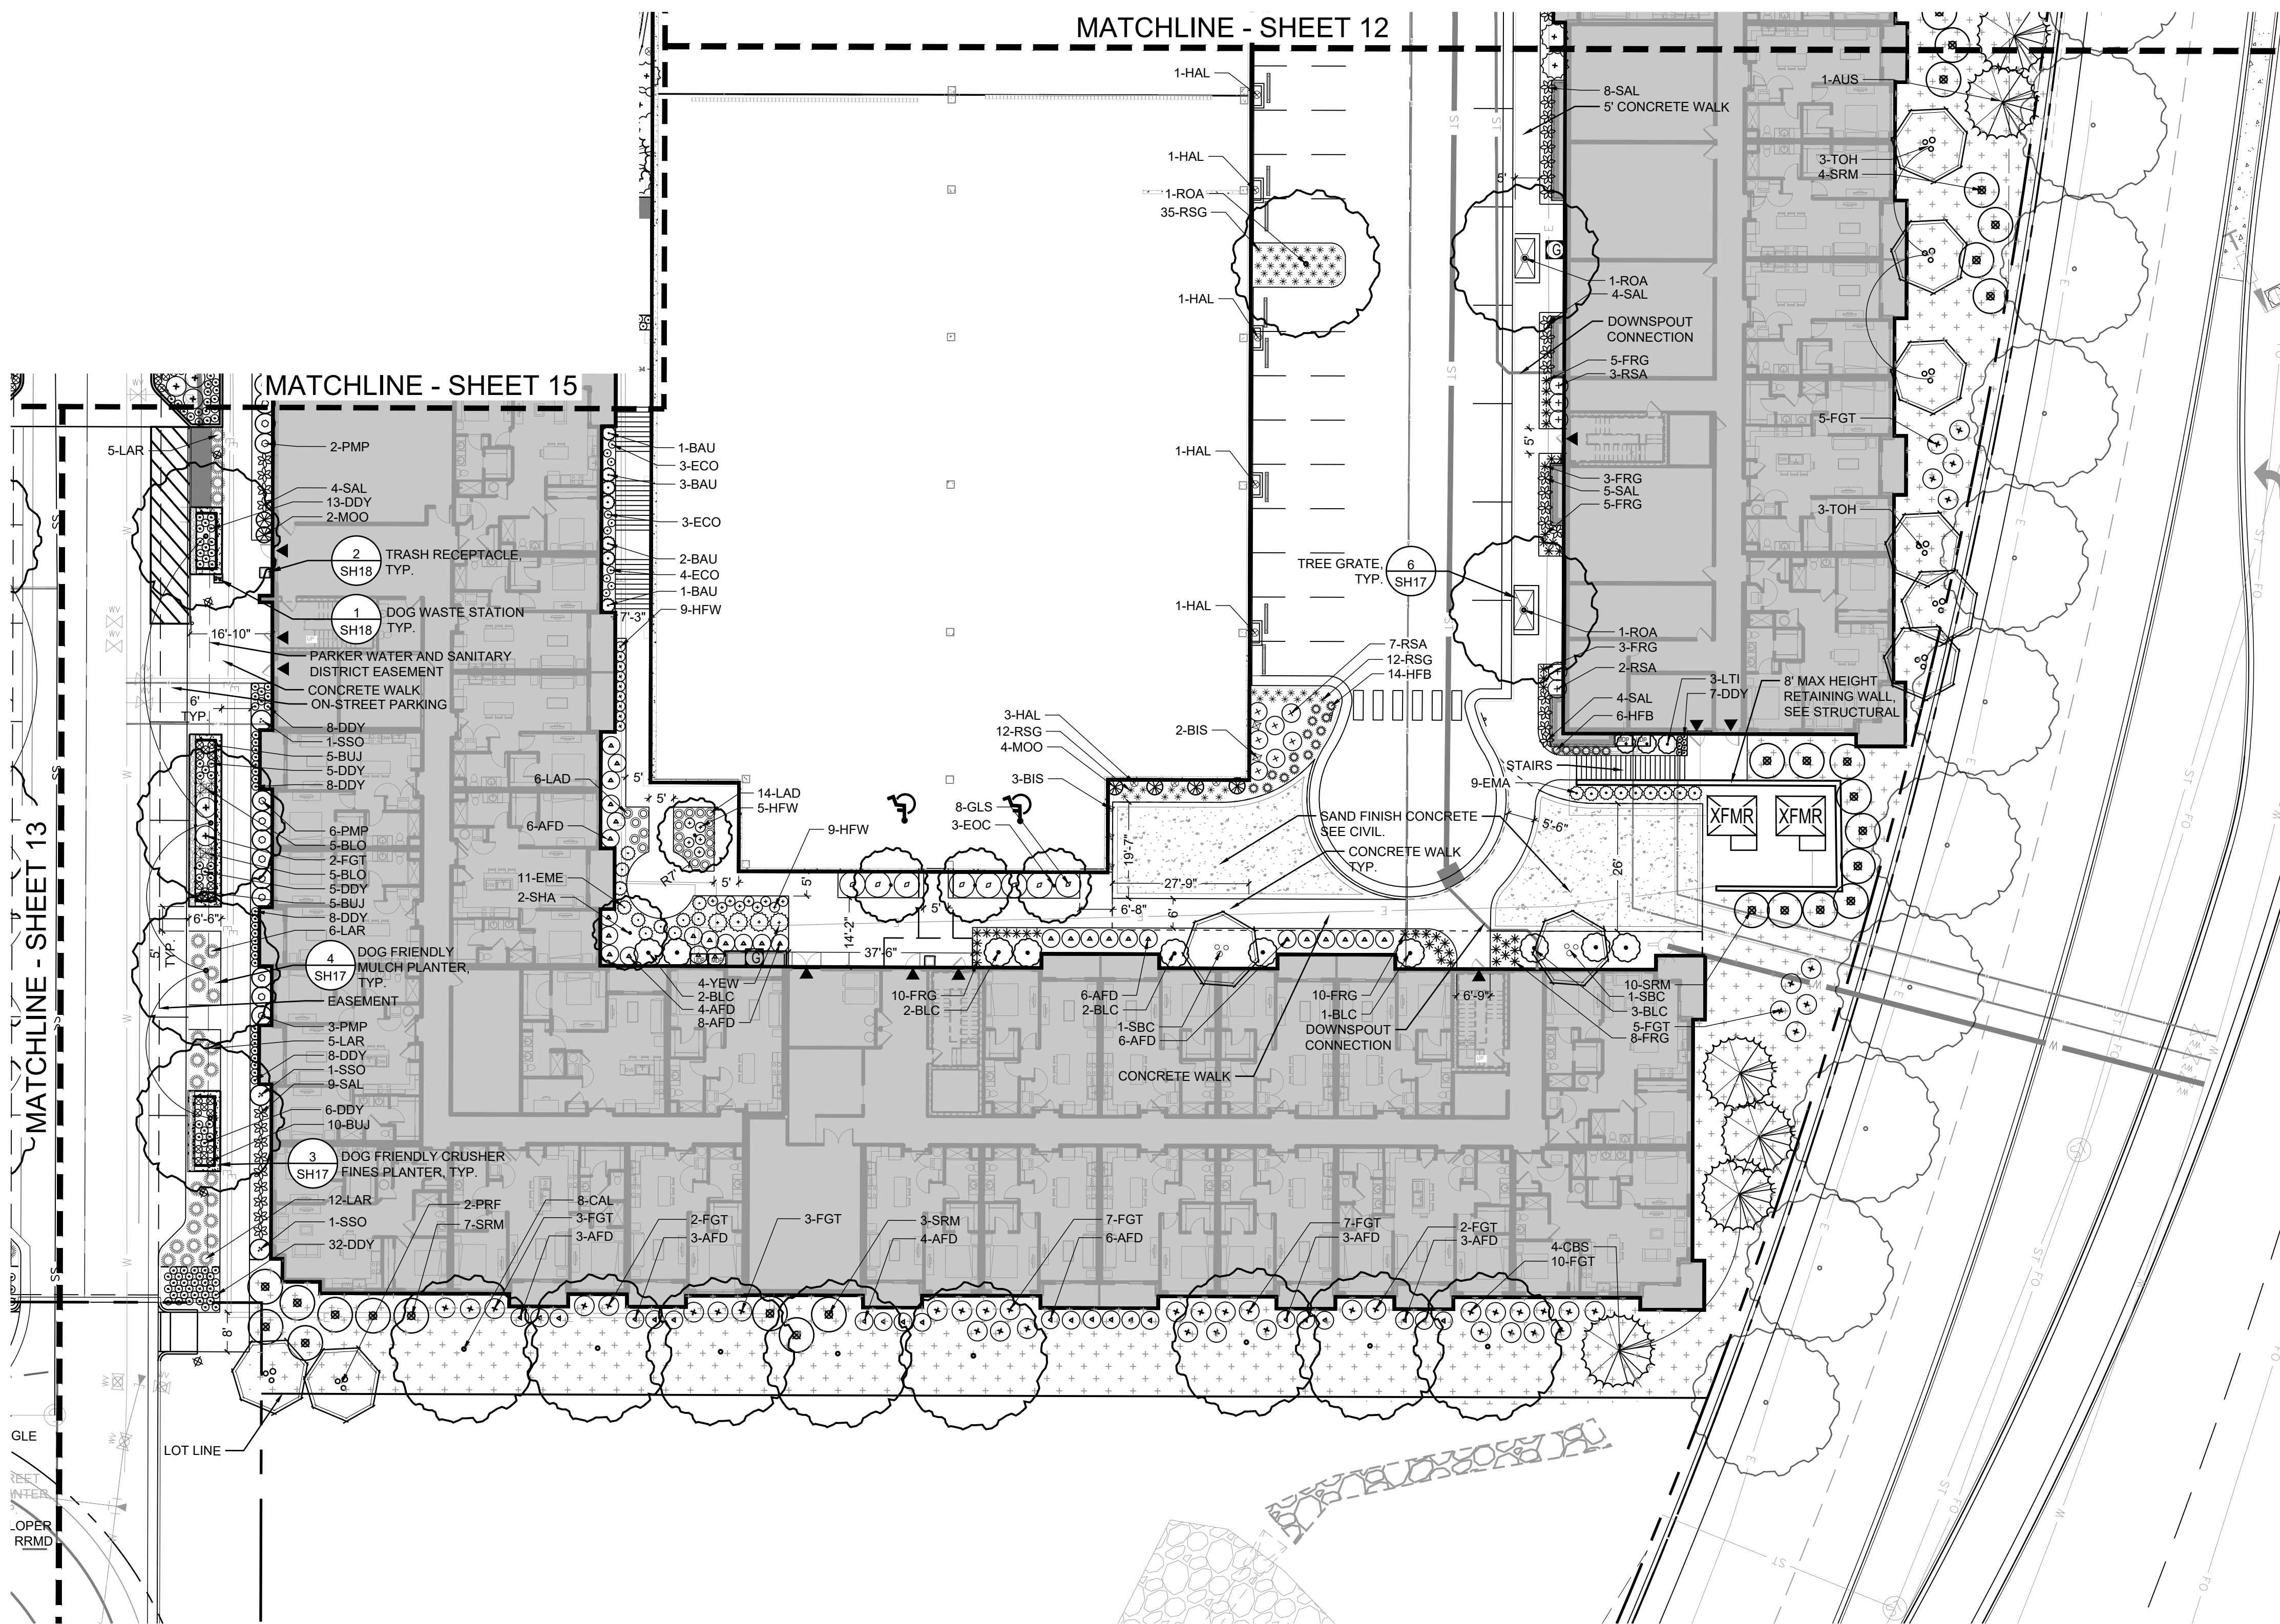 MATCHLINE - SHEET 12
MATCHLINE - SHEET 15
MATCHLINE - SHEET 13
1-HAL
1-HAL
1-ROA
35-RSG
1-HAL
1-HAL
1-HAL
8-SAL
5' CONCRETE WALK
5'
1-AUS
3-TOH
4-SRM
G
1-ROA
4-SAL
DOWNSPOUT
CONNECTION
5-FRG
3-RSA
5'
5-FGT
3-FRG
5-SAL
5-FRG
3-TOH
TREE GRATE,
TYP.
6
SH17
1-ROA
3-FRG
2-RSA
4-SAL
6-HFB
3-LTI
7-DDY
8' MAX HEIGHT
RETAINING WALL,
SEE STRUCTURAL
7-RSA
12-RSG
14-HFB
2-BIS
3-HAL
12-RSG
4-MOO
3-BIS
8-GLS
3-EOC
STAIRS
9-EMA
XFMR
XFMR
SAND FINISH CONCRETE
SEE CIVIL.
CONCRETE WALK
TYP.
5'-6"
26'
19'-7"
27'-9"
6'-8"
6'
5-LAR
2-PMP
4-SAL
13-DDY
2-MOO
2
SH18
TRASH RECEPTACLE,
TYP.
1
SH18
DOG WASTE STATION
TYP.
16'-10"
PARKER WATER AND SANITARY
DISTRICT EASEMENT
CONCRETE WALK
ON-STREET PARKING
6'
TYP.
8-DDY
1-SSO
5-BUJ
5-DDY
8-DDY
6-PMP
5-BLO
2-FGT
5-BLO
5-DDY
5-BUJ
8-DDY
6-LAR
6'-6"
5'
TYP.
4
SH17
DOG FRIENDLY
MULCH PLANTER,
TYP.
EASEMENT
3-PMP
5-LAR
8-DDY
1-SSO
9-SAL
6-DDY
10-BUJ
3
SH17
DOG FRIENDLY CRUSHER
FINES PLANTER, TYP.
12-LAR
1-SSO
32-DDY
8'
LOT LINE
1-BAU
3-ECO
3-BAU
3-ECO
2-BAU
4-ECO
1-BAU
9-HFW
7'-3"
6-LAD
5'
5'
14-LAD
5-HFW
9-HFW
6-AFD
11-EME
2-SHA
R7'
5'
5'
5'
14'-2"
37'-6"
G
4-YEW
2-BLC
4-AFD
8-AFD
10-FRG
2-BLC
6-AFD
2-BLC
1-SBC
6-AFD
CONCRETE WALK
10-FRG
1-BLC
DOWNSPOUT
CONNECTION
6'-9"
10-SRM
1-SBC
3-BLC
5-FGT
8-FRG
2-PRF
7-SRM
8-CAL
3-FGT
3-AFD
2-FGT
3-AFD
3-FGT
3-SRM
4-AFD
7-FGT
6-AFD
7-FGT
3-AFD
2-FGT
3-AFD
4-CBS
10-FGT
GLE
REET
INTER
LOPER
RRMD